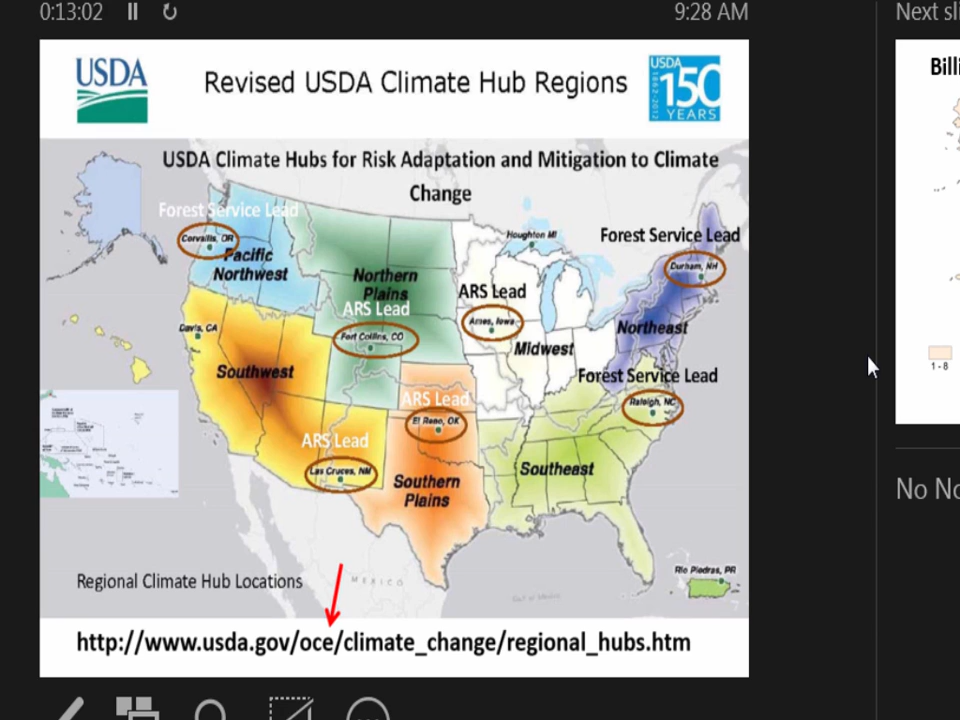 0:13:02
9:28 AM
Next sli
USDA
Revised USDA Climate Hub Regions
USDA
1862-2012
150
YEARS
Billi
USDA Climate Hubs for Risk Adaptation and Mitigation to Climate
Change
Forest Service Lead
Corvallis, OR
Pacific
Northwest
Houghton MI
Forest Service Lead
Durham, NH
Northern
Plains
ARS Lead
ARS Lead
Ames, Iowa
Northeast
Davis, CA
Fort Collins, CO
Midwest
1-8
Southwest
Forest Service Lead
ARS Lead
Raleigh, NC
El Reno, OK
ARS Lead
Las Cruces, NM
Southeast
Southern
Plains
No No
Rio Piedras, PR
Regional Climate Hub Locations
MEXICO
Gulf of Mexico
http://www.usda.gov/oce/climate_change/regional_hubs.htm